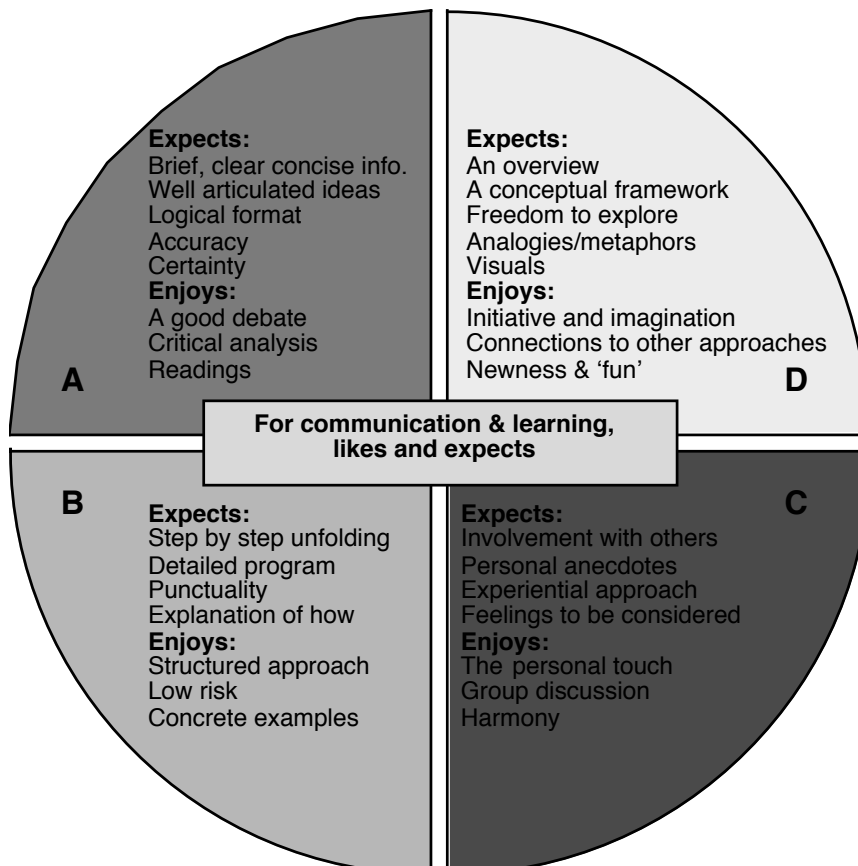 Expects:
Brief, clear concise info.
Well articulated ideas
Logical format
Accuracy
Certainty
Enjoys:
A good debate
Critical analysis
Readings
A
Expects:
An overview
A conceptual framework
Freedom to explore
Analogies/metaphors
Visuals
Enjoys:
Initiative and imagination
Connections to other approaches
Newness & ‘fun’
D
For communication & learning,
likes and expects
B
Expects:
Step by step unfolding
Detailed program
Punctuality
Explanation of how
Enjoys:
Structured approach
Low risk
Concrete examples
C
Expects:
Involvement with others
Personal anecdotes
Experiential approach
Feelings to be considered
Enjoys:
The personal touch
Group discussion
Harmony